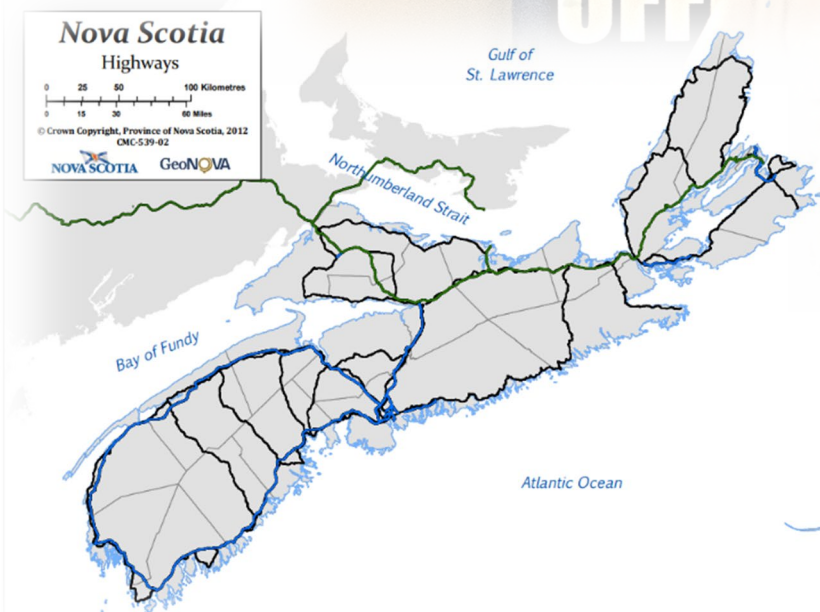 OFF
Nova Scotia
Highways
0 25 50 100 Kilometres
0 15 30 60 Miles
© Crown Copyright, Province of Nova Scotia, 2012
CMC-539-02
NOVA SCOTIA
GeoNOVA
Gulf of
St. Lawrence
Northumberland Strait
Bay of Fundy
Atlantic Ocean